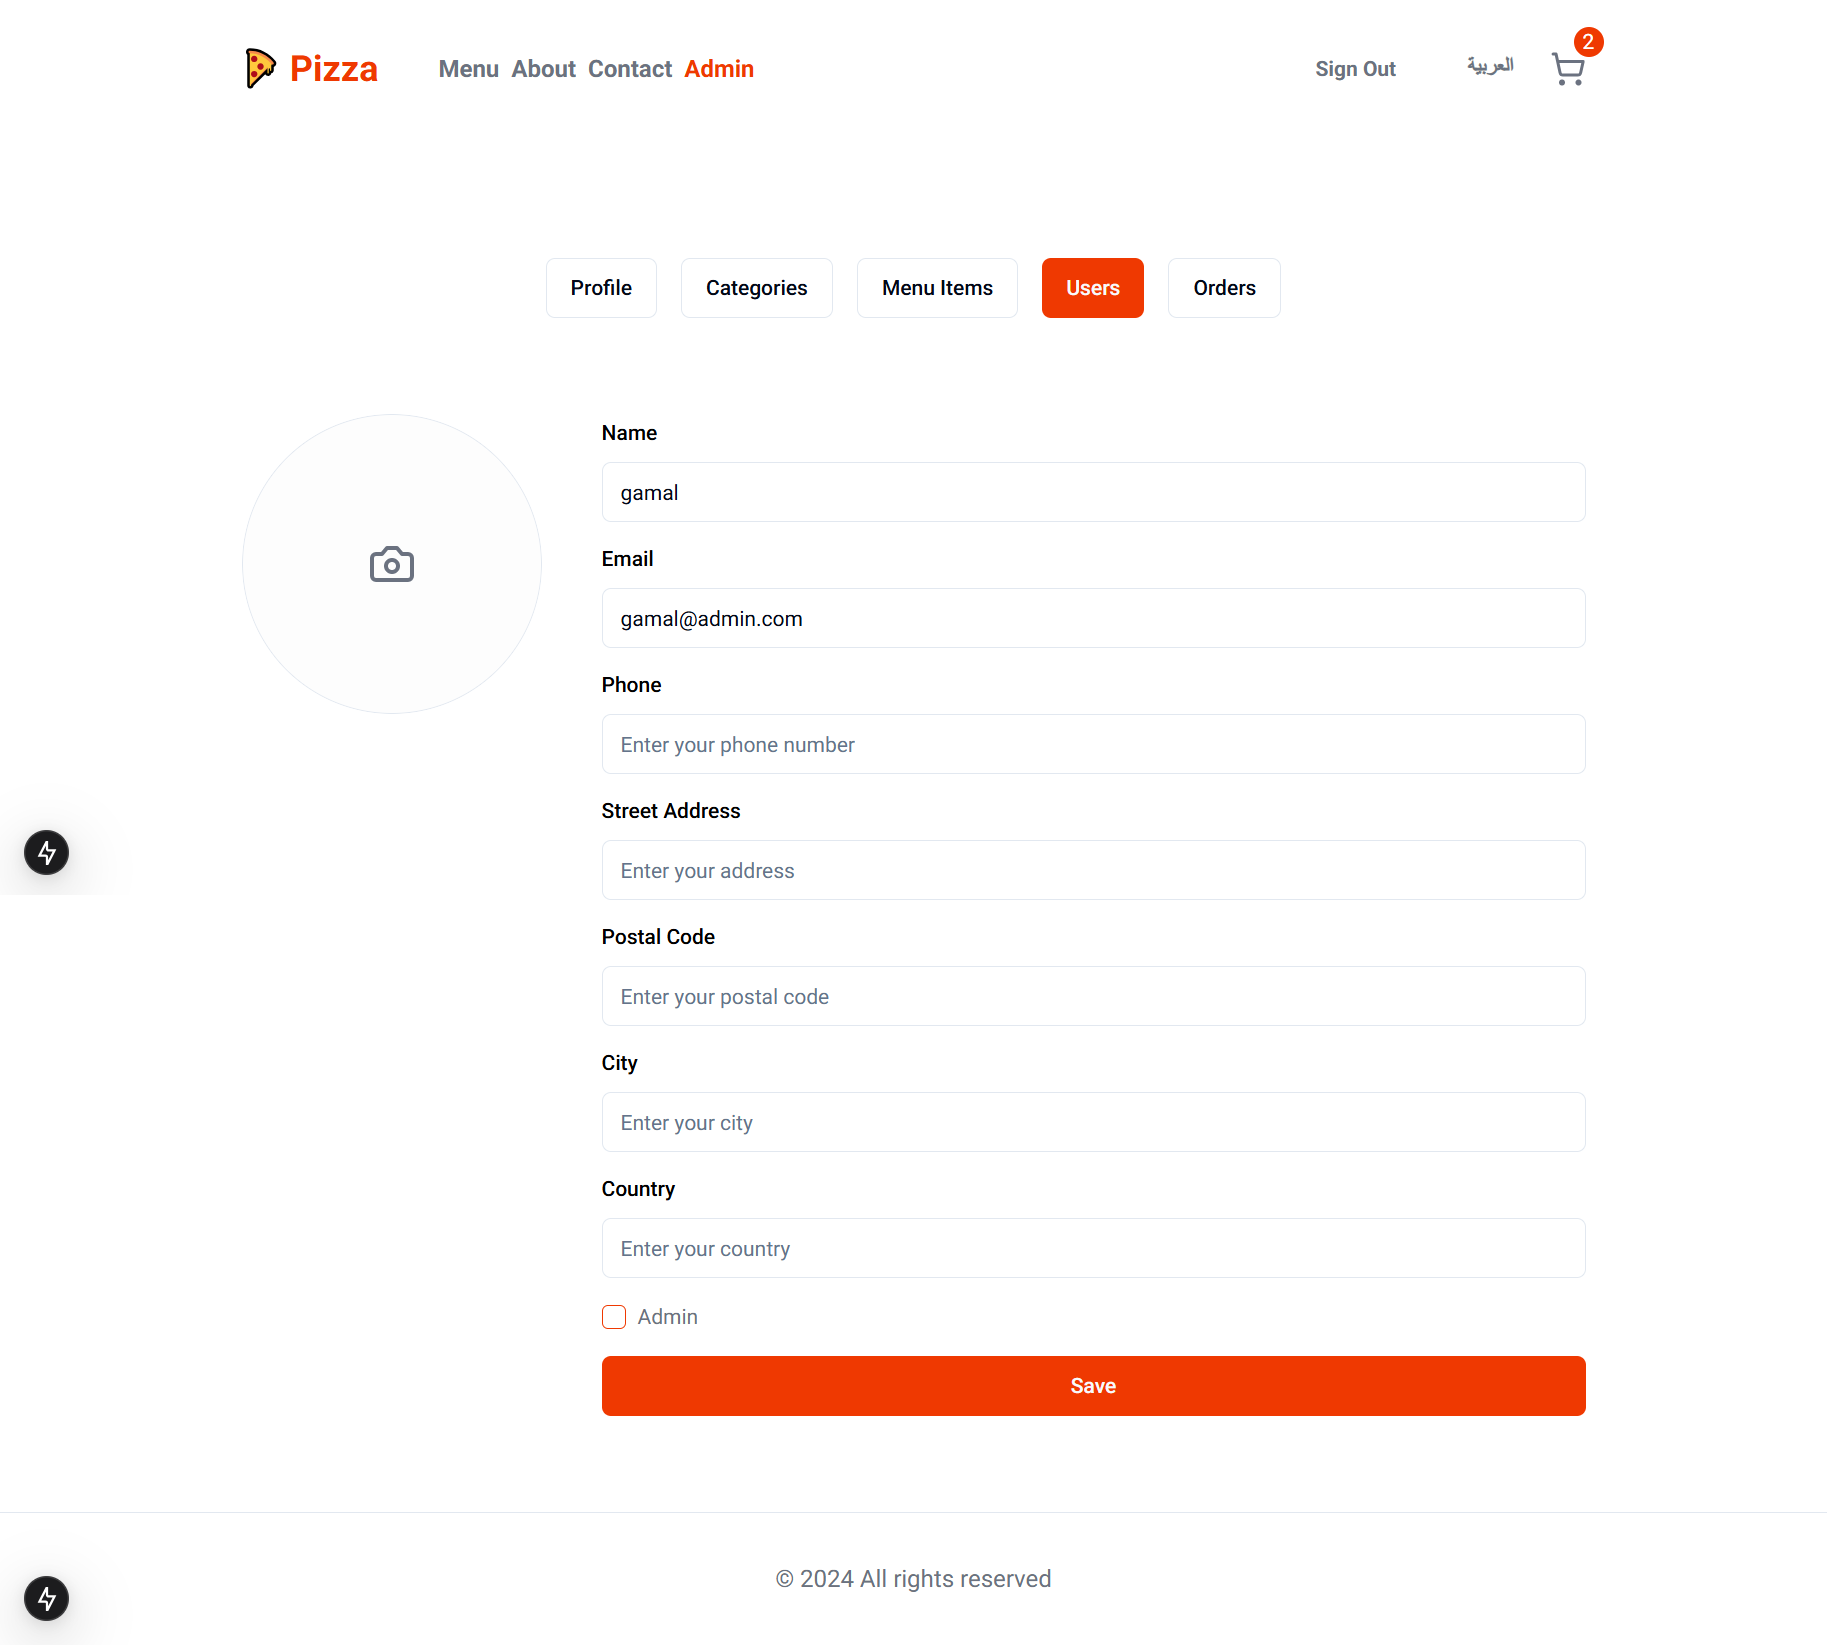 Pizza Menu About Contact Admin Sign Out العربية 2
Profile Categories Menu Items Users Orders
Name
gamal
Email
gamal@admin.com
Phone
Enter your phone number
Street Address
Enter your address
Postal Code
Enter your postal code
City
Enter your city
Country
Enter your country
Admin
Save
© 2024 All rights reserved